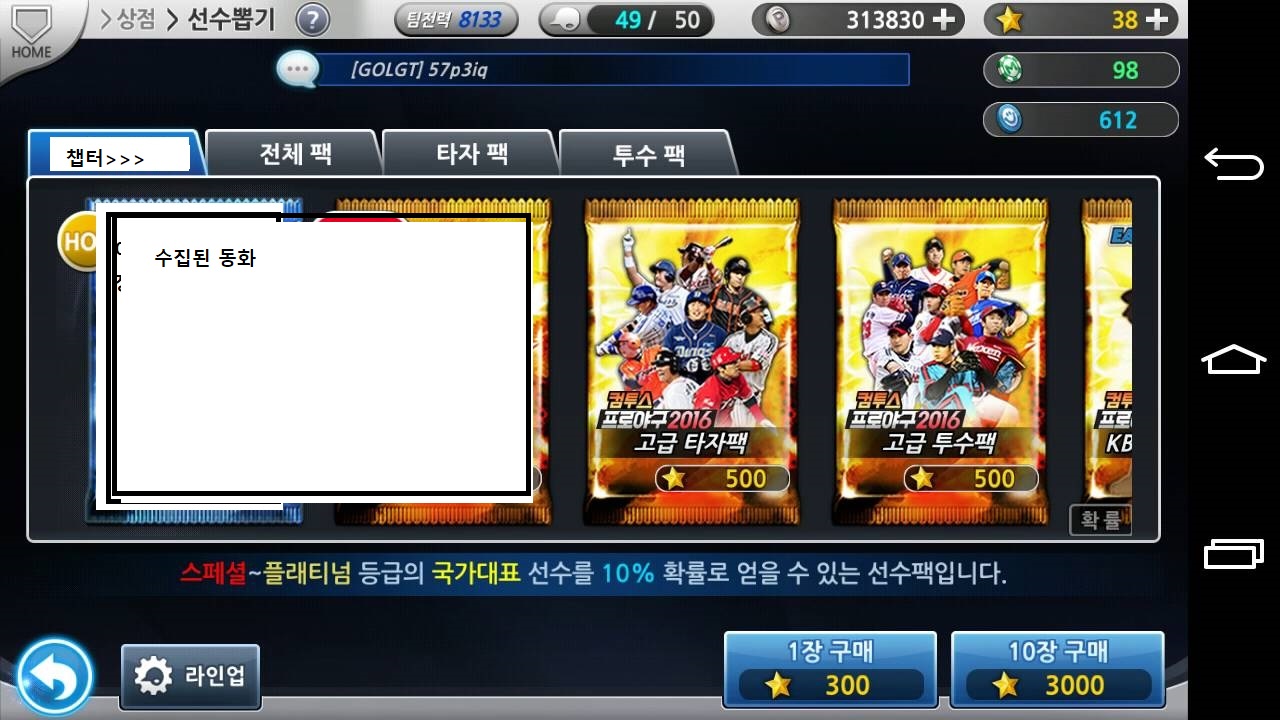 HOME
상점 > 선수뽑기 ?
팀전력 8133
49 / 50
313830 +
38 +
[GOLGT] 57p3iq
98
612
챕터>>>
전체 팩
타자 팩
투수 팩
HO
수집된 동화
컴투스
프로야구2016
고급 타자팩
500
컴투스
프로야구2016
고급 투수팩
500
KB
확률
스페셜~플래티넘 등급의 국가대표 선수를 10% 확률로 얻을 수 있는 선수팩입니다.
라인업
1장 구매
300
10장 구매
3000